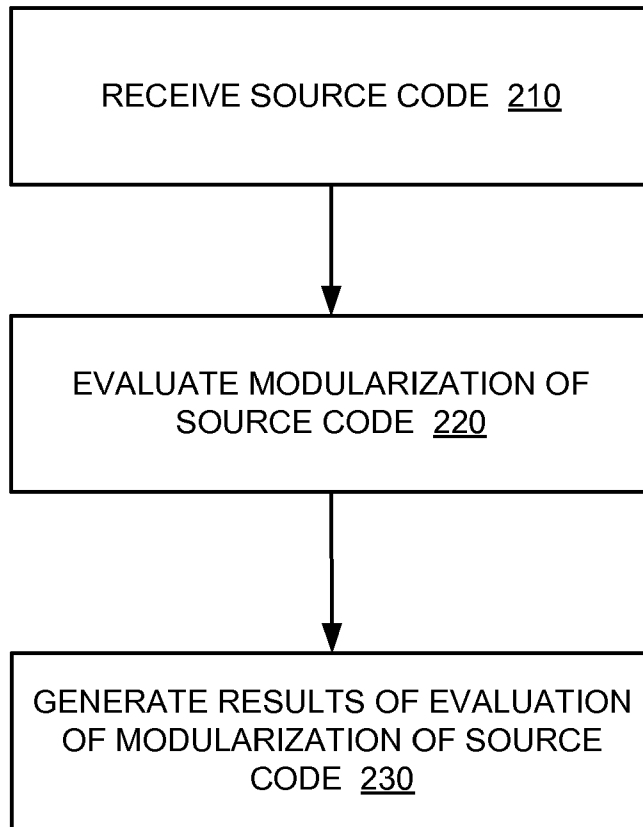 RECEIVE SOURCE CODE 210
EVALUATE MODULARIZATION OF
SOURCE CODE 220
GENERATE RESULTS OF EVALUATION
OF MODULARIZATION OF SOURCE
CODE 230